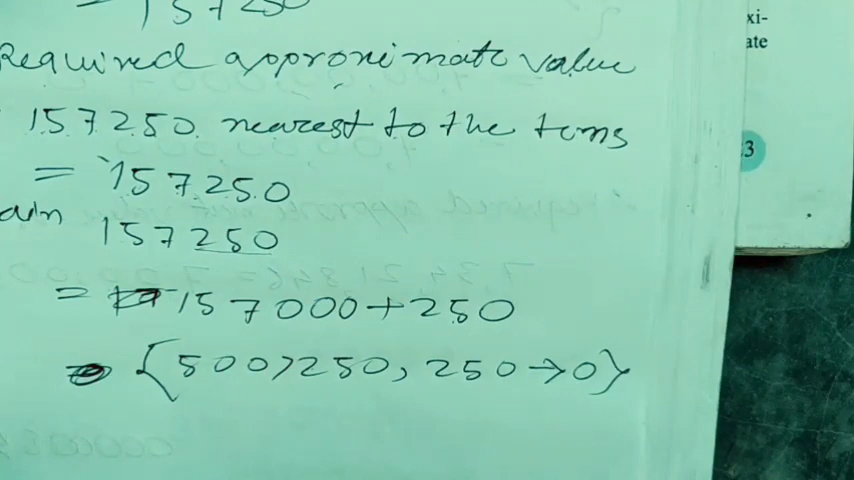 = 157250
Required approximate value
157250 nearest to the tens
= 157250
ain 157250
= 157000+250
{500>250, 250→0}
xi-
ate
3